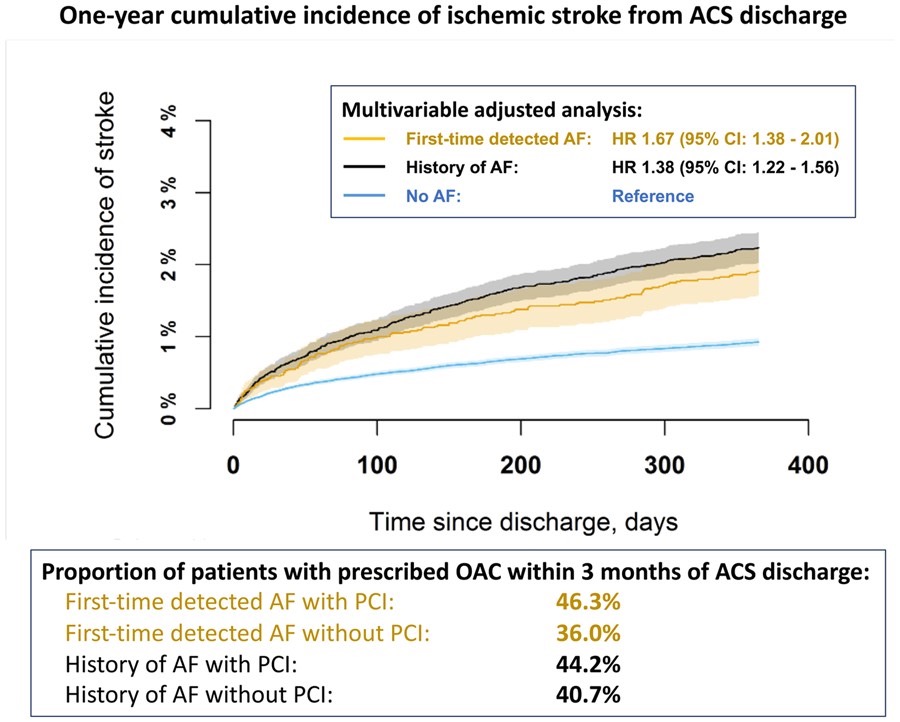 One-year cumulative incidence of ischemic stroke from ACS discharge
Multivariable adjusted analysis:
First-time detected AF: HR 1.67 (95% CI: 1.38 - 2.01)
History of AF: HR 1.38 (95% CI: 1.22 - 1.56)
No AF: Reference
Cumulative incidence of stroke
4 %
3 %
2 %
1 %
0 %
0 100 200 300 400
Time since discharge, days
Proportion of patients with prescribed OAC within 3 months of ACS discharge:
First-time detected AF with PCI: 46.3%
First-time detected AF without PCI: 36.0%
History of AF with PCI: 44.2%
History of AF without PCI: 40.7%